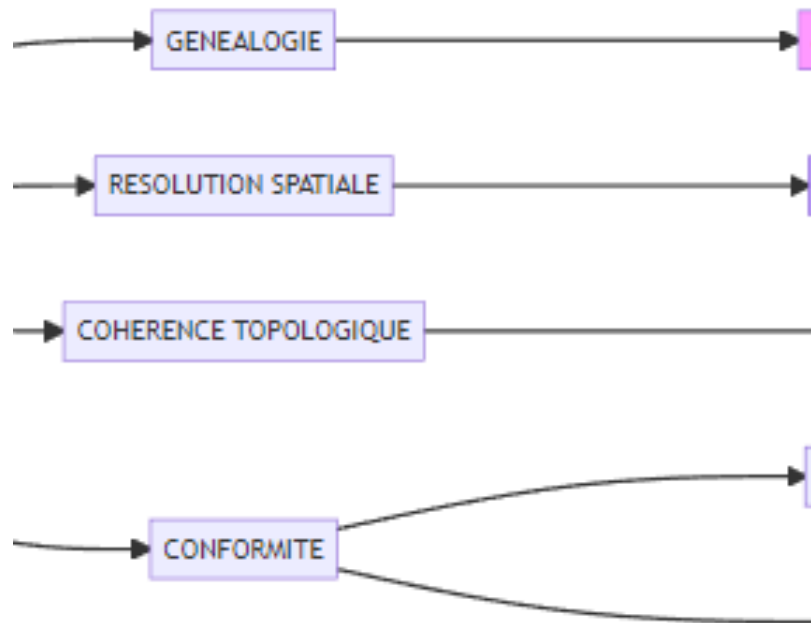 GENEALOGIE
RESOLUTION SPATIALE
COHERENCE TOPOLOGIQUE
CONFORMITE